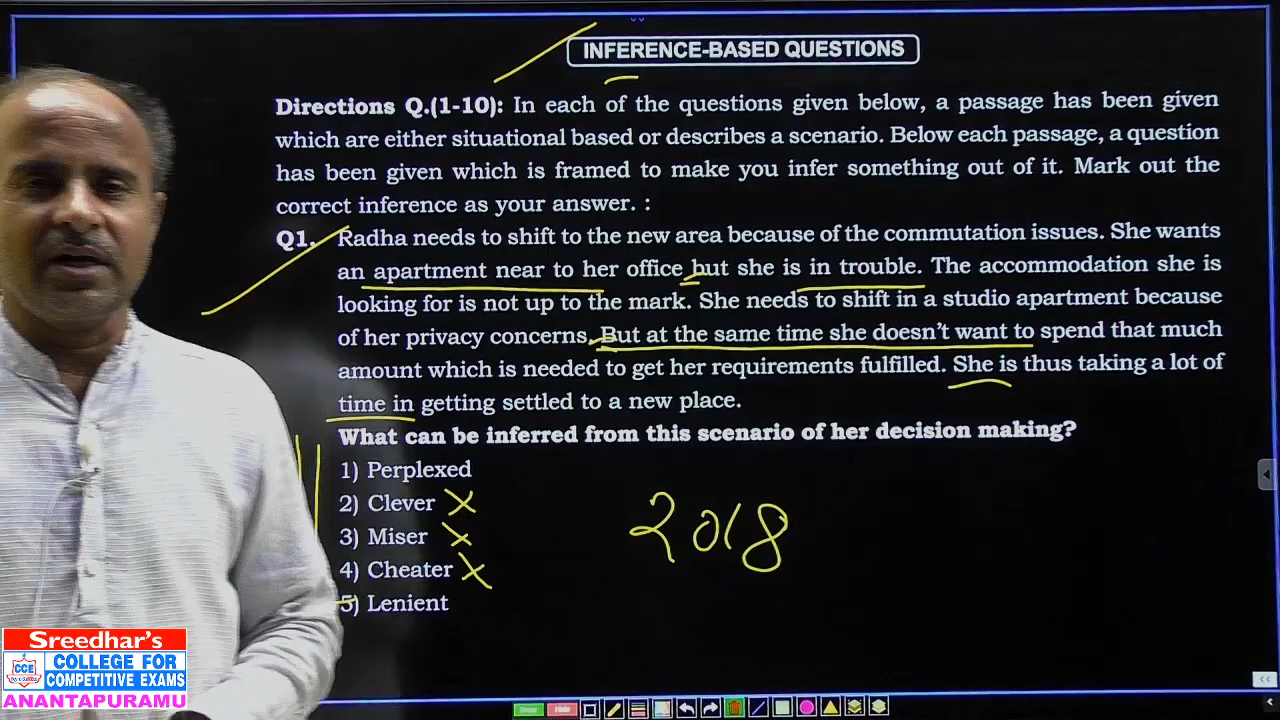 INFERENCE-BASED QUESTIONS
Directions Q.(1-10): In each of the questions given below, a passage has been given
which are either situational based or describes a scenario. Below each passage, a question
has been given which is framed to make you infer something out of it. Mark out the
correct inference as your answer. :
Q1. Radha needs to shift to the new area because of the commutation issues. She wants
an apartment near to her office but she is in trouble. The accommodation she is
looking for is not up to the mark. She needs to shift in a studio apartment because
of her privacy concerns. But at the same time she doesn't want to spend that much
amount which is needed to get her requirements fulfilled. She is thus taking a lot of
time in getting settled to a new place.
What can be inferred from this scenario of her decision making?
1) Perplexed
2) Clever
3) Miser
4) Cheater
5) Lenient
2018
Sreedhar's
CCE
COLLEGE FOR
COMPETITIVE EXAMS
ANANTAPURAMU